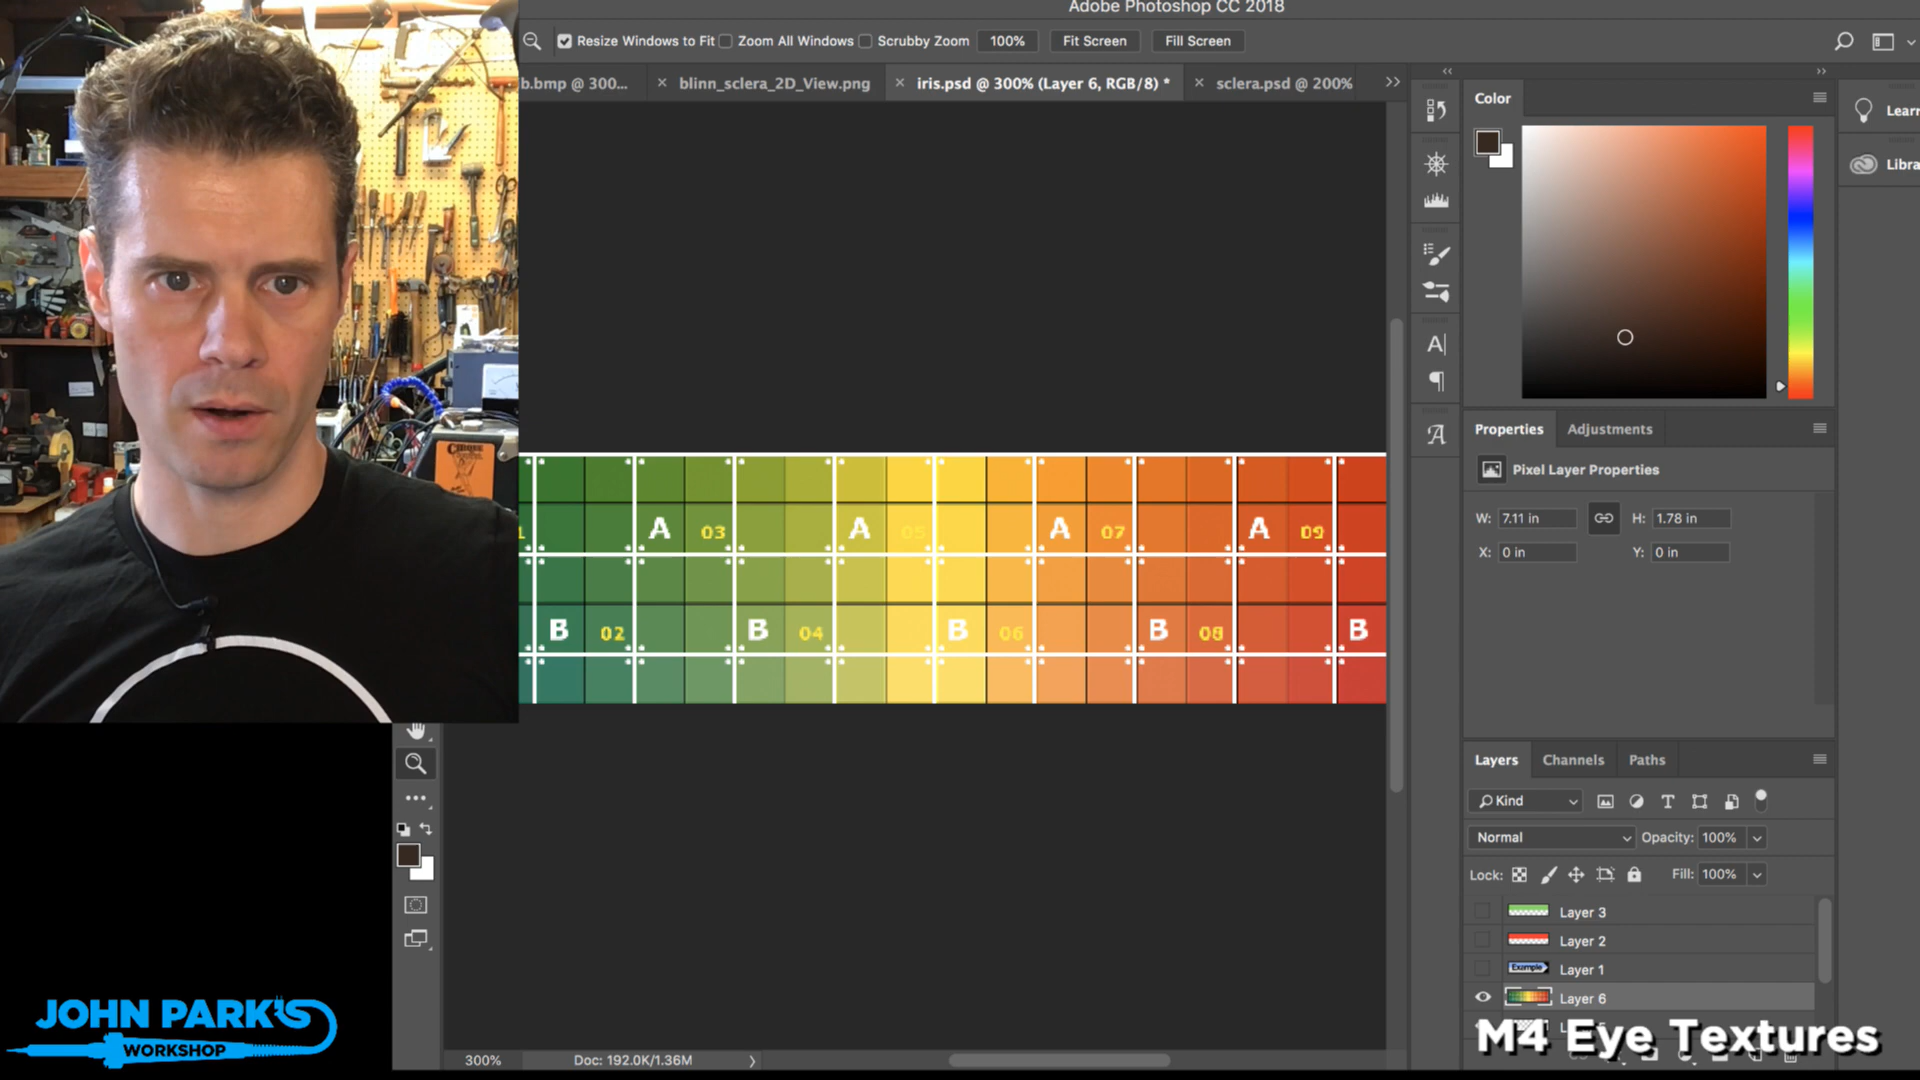 Adobe Photoshop CC 2018
Resize Windows to Fit Zoom All Windows Scrubby Zoom 100% Fit Screen Fill Screen
b.bmp @ 300... × blinn_sclera_2D_View.png × iris.psd @ 300% (Layer 6, RGB/8) * × sclera.psd @ 200% >>
Color
Learn
Libra
A 03 A 05 A 07 A 09
B 02 B 04 B 06 B 08 B
Properties Adjustments
Pixel Layer Properties
W: 7.11 in H: 1.78 in
X: 0 in Y: 0 in
Layers Channels Paths
Kind
Normal Opacity: 100%
Lock: Fill: 100%
Layer 3
Layer 2
Example
Layer 1
Layer 6
M4 Eye Textures
300% Doc: 192.0K/1.36M
JOHN PARK'S
WORKSHOP